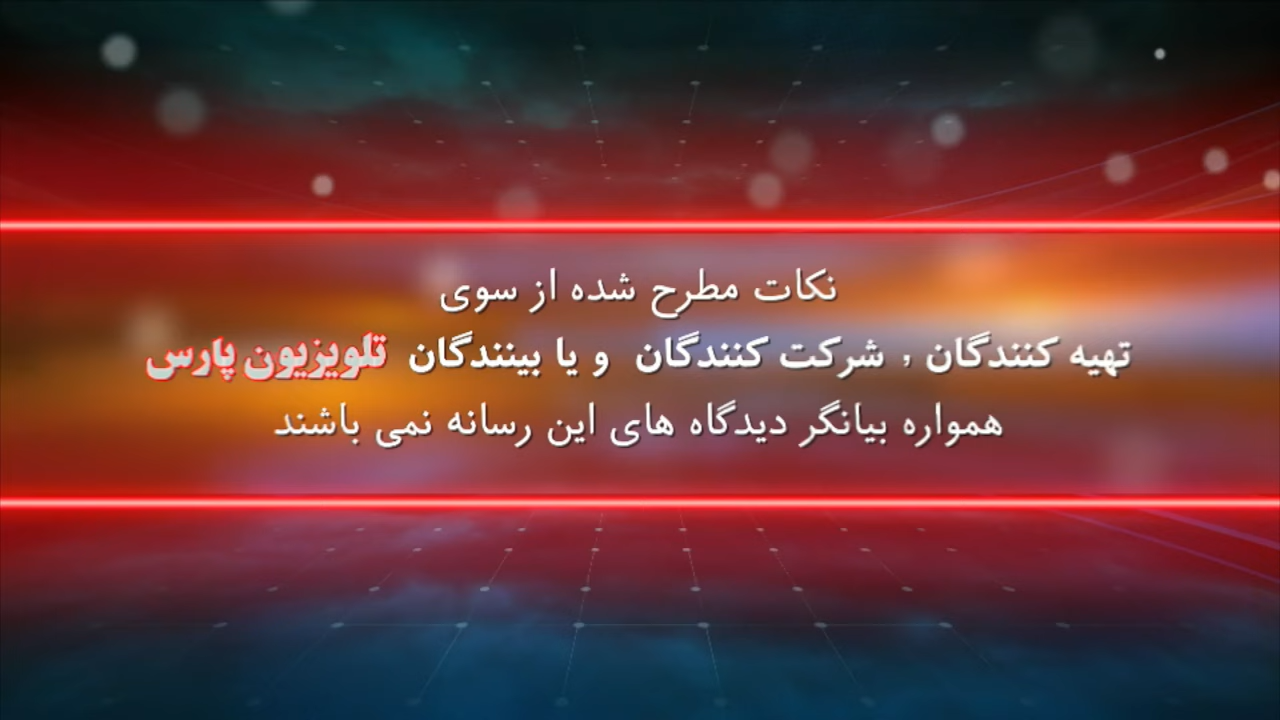 نکات مطرح شده از سوی
تهیه کنندگان , شرکت کنندگان و یا بینندگان تلویزیون پارس
همواره بیانگر دیدگاه های این رسانه نمی باشند